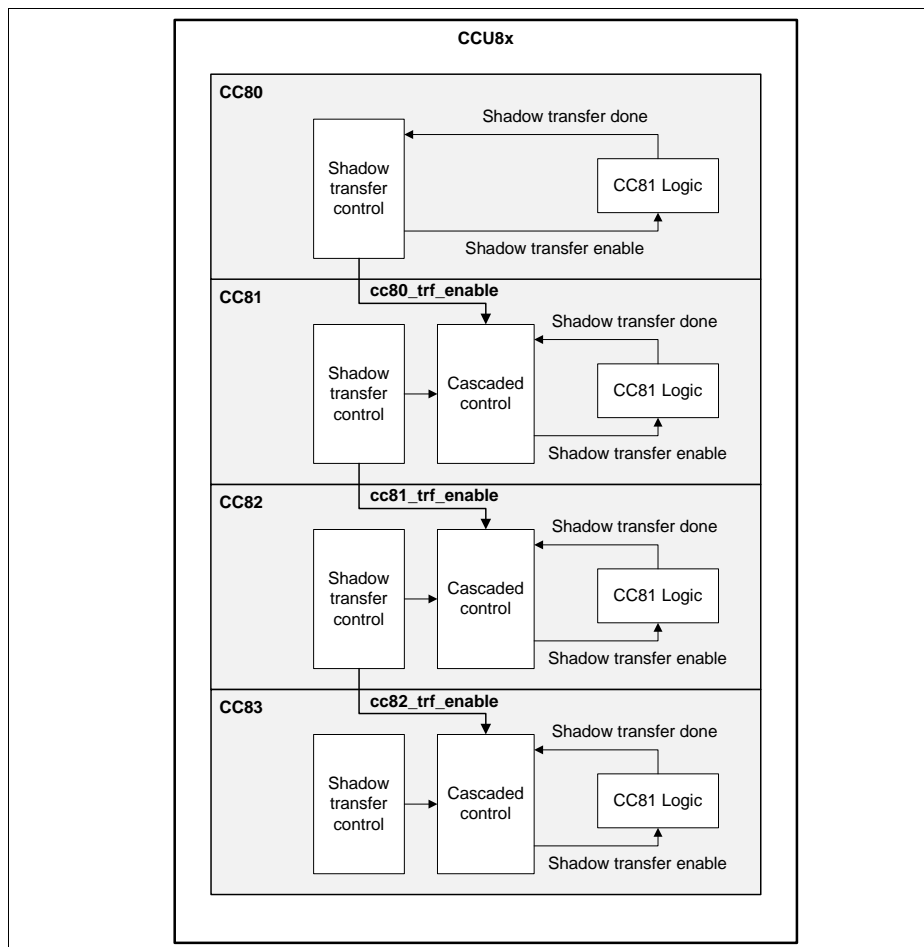 CCU8x
CC80
Shadow transfer done
Shadow
transfer
control
CC81 Logic
Shadow transfer enable
cc80_trf_enable
CC81
Shadow transfer done
Shadow
transfer
control
Cascaded
control
CC81 Logic
Shadow transfer enable
cc81_trf_enable
CC82
Shadow transfer done
Shadow
transfer
control
Cascaded
control
CC81 Logic
Shadow transfer enable
cc82_trf_enable
CC83
Shadow transfer done
Shadow
transfer
control
Cascaded
control
CC81 Logic
Shadow transfer enable